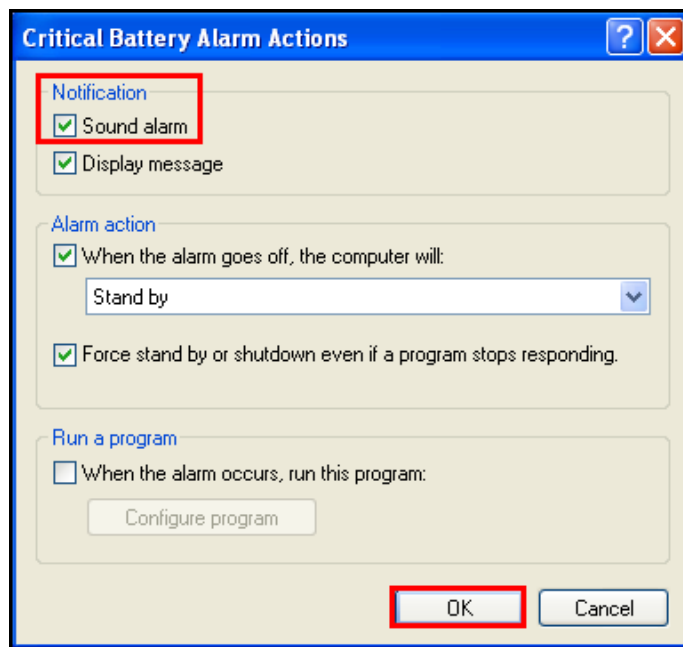 Critical Battery Alarm Actions
Notification
Sound alarm
Display message
Alarm action
When the alarm goes off, the computer will:
Stand by
Force stand by or shutdown even if a program stops responding.
Run a program
When the alarm occurs, run this program:
Configure program
OK Cancel